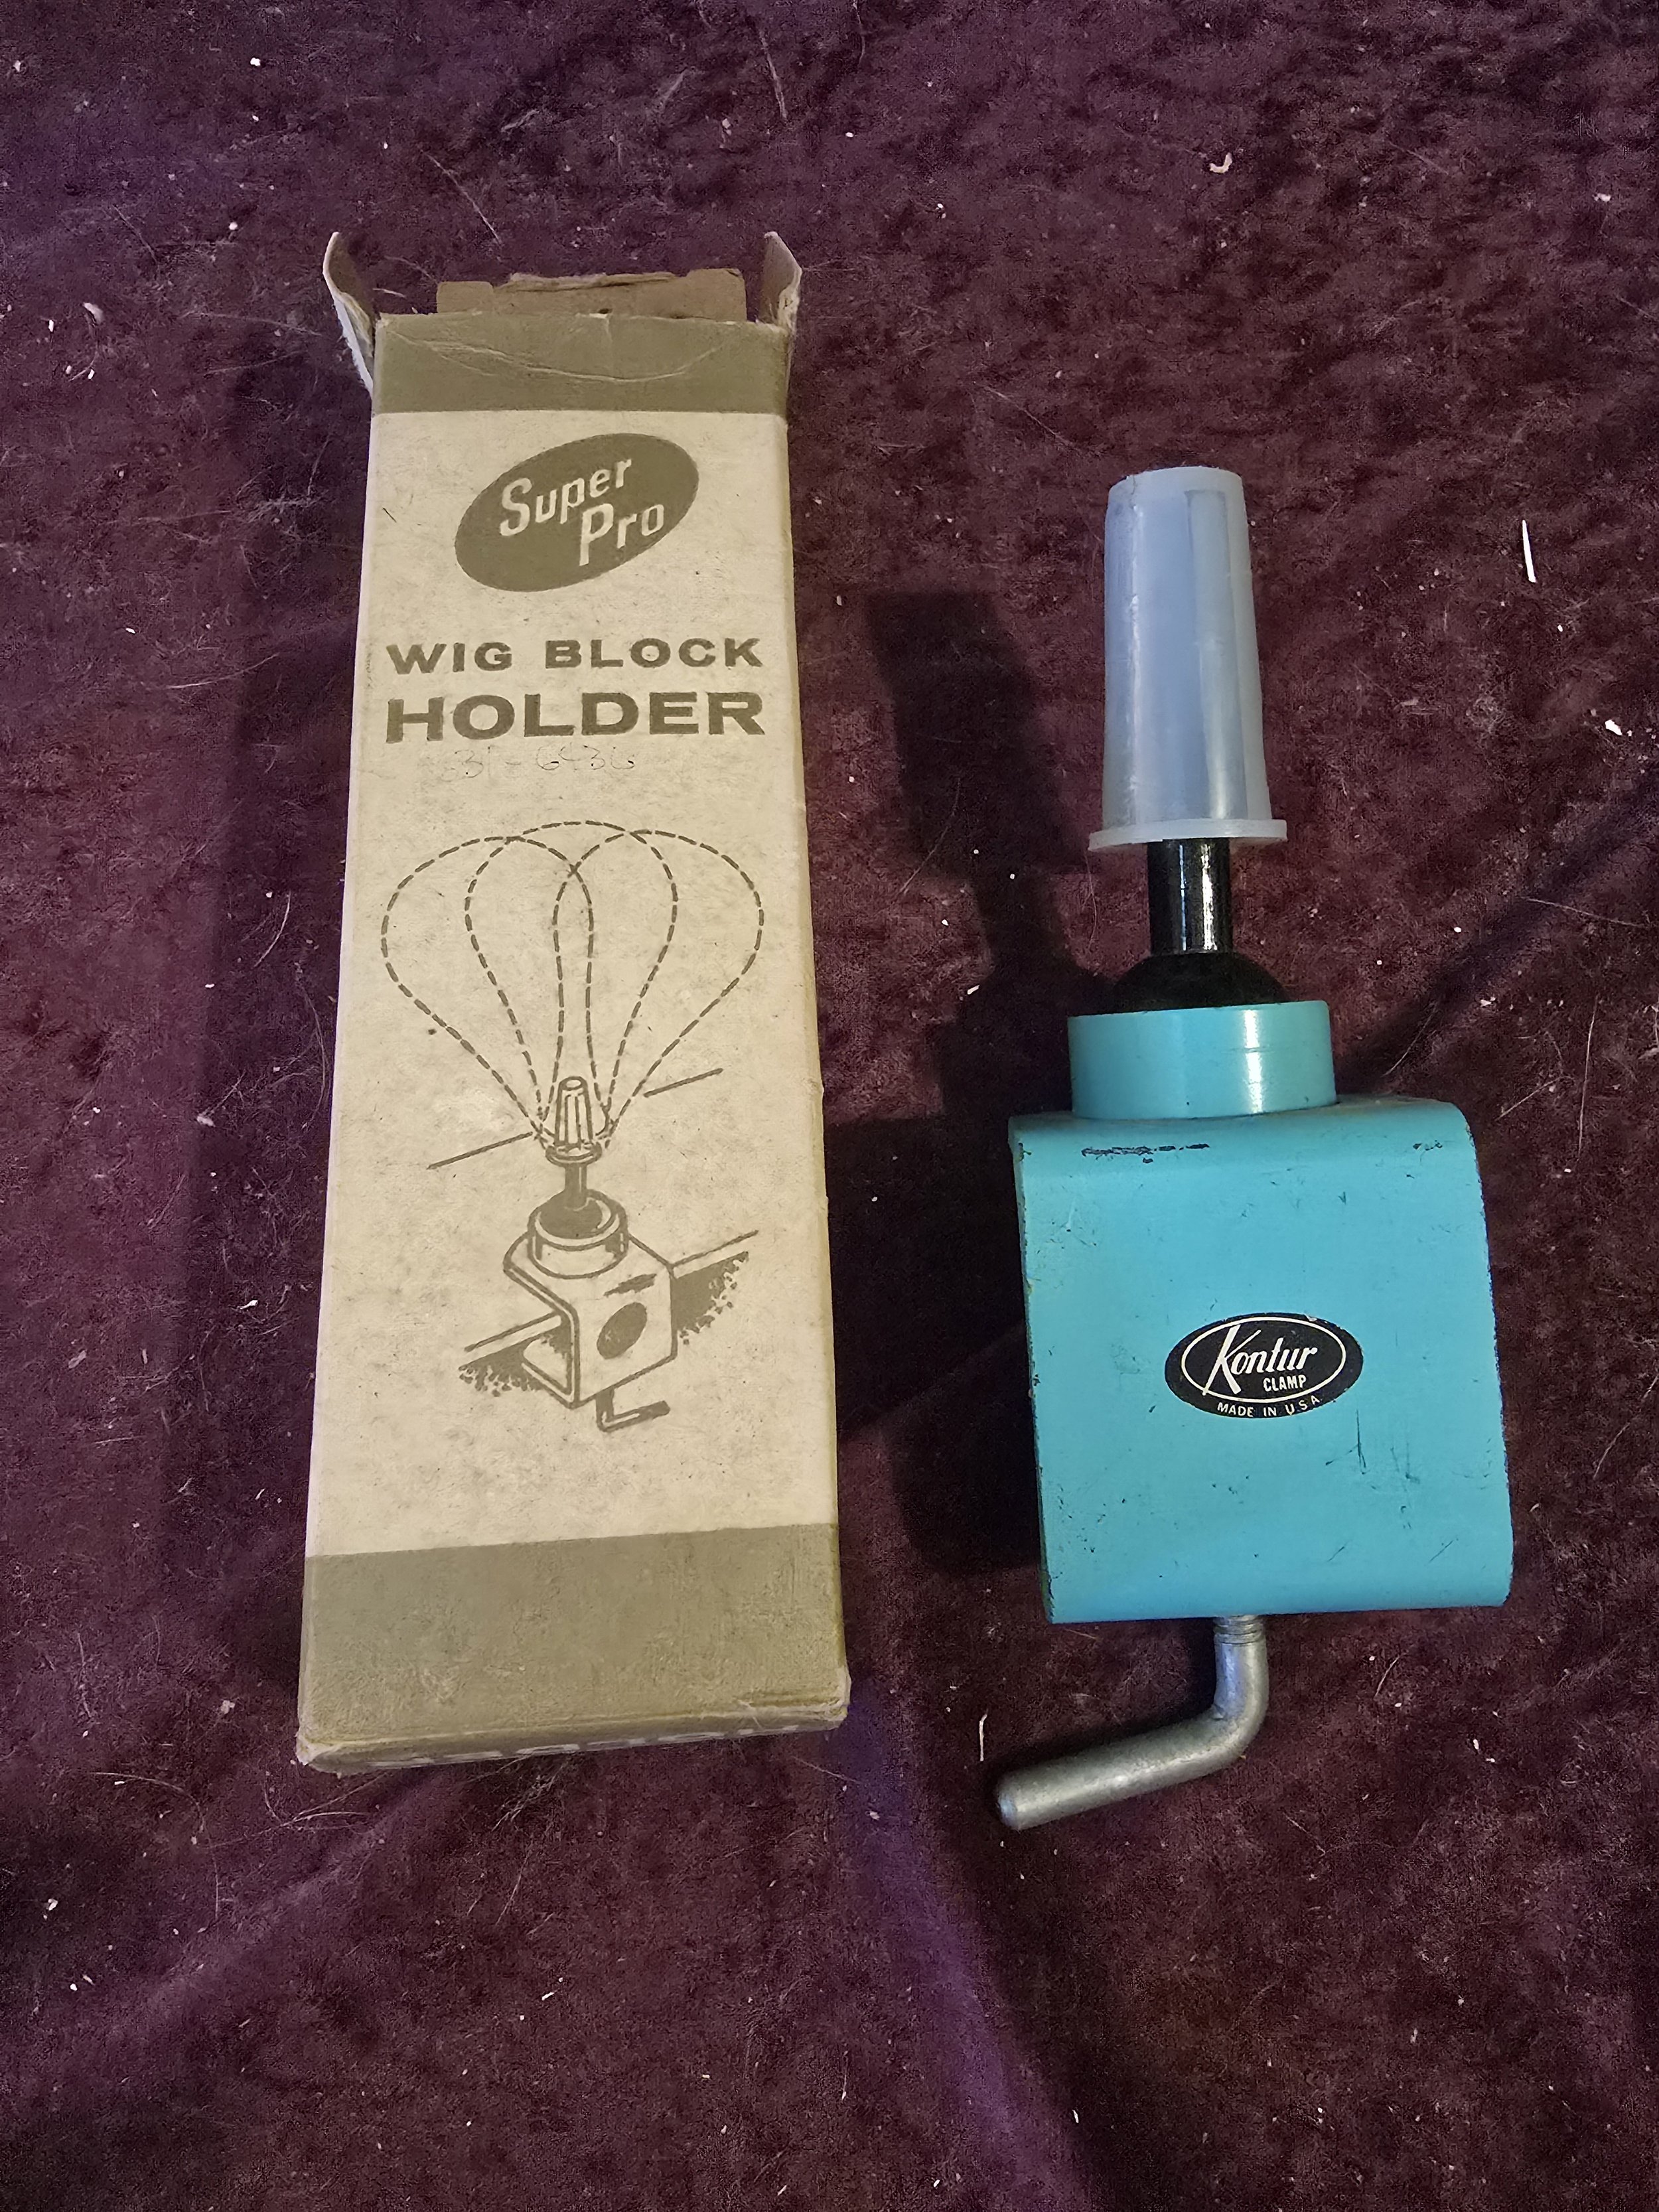 Super
Pro
WIG BLOCK
HOLDER
Kontur
CLAMP
MADE IN U.S.A.